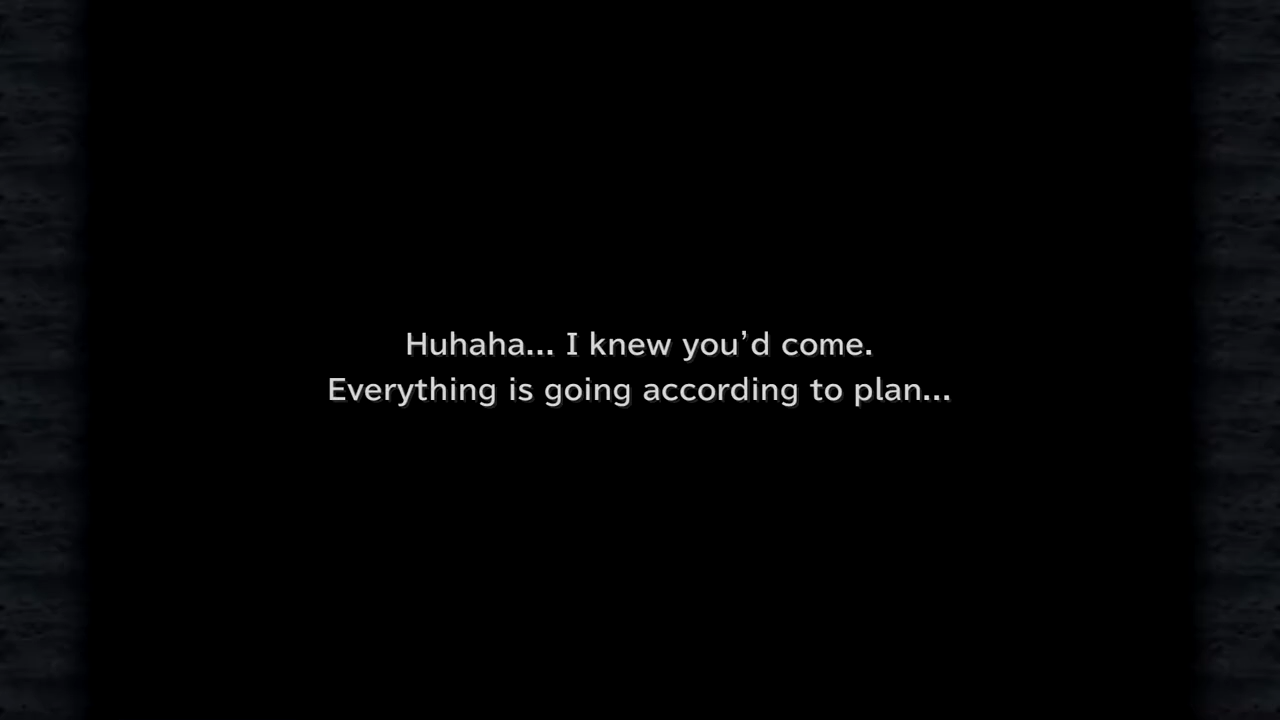 Huhaha... I knew you’d come.
Everything is going according to plan...